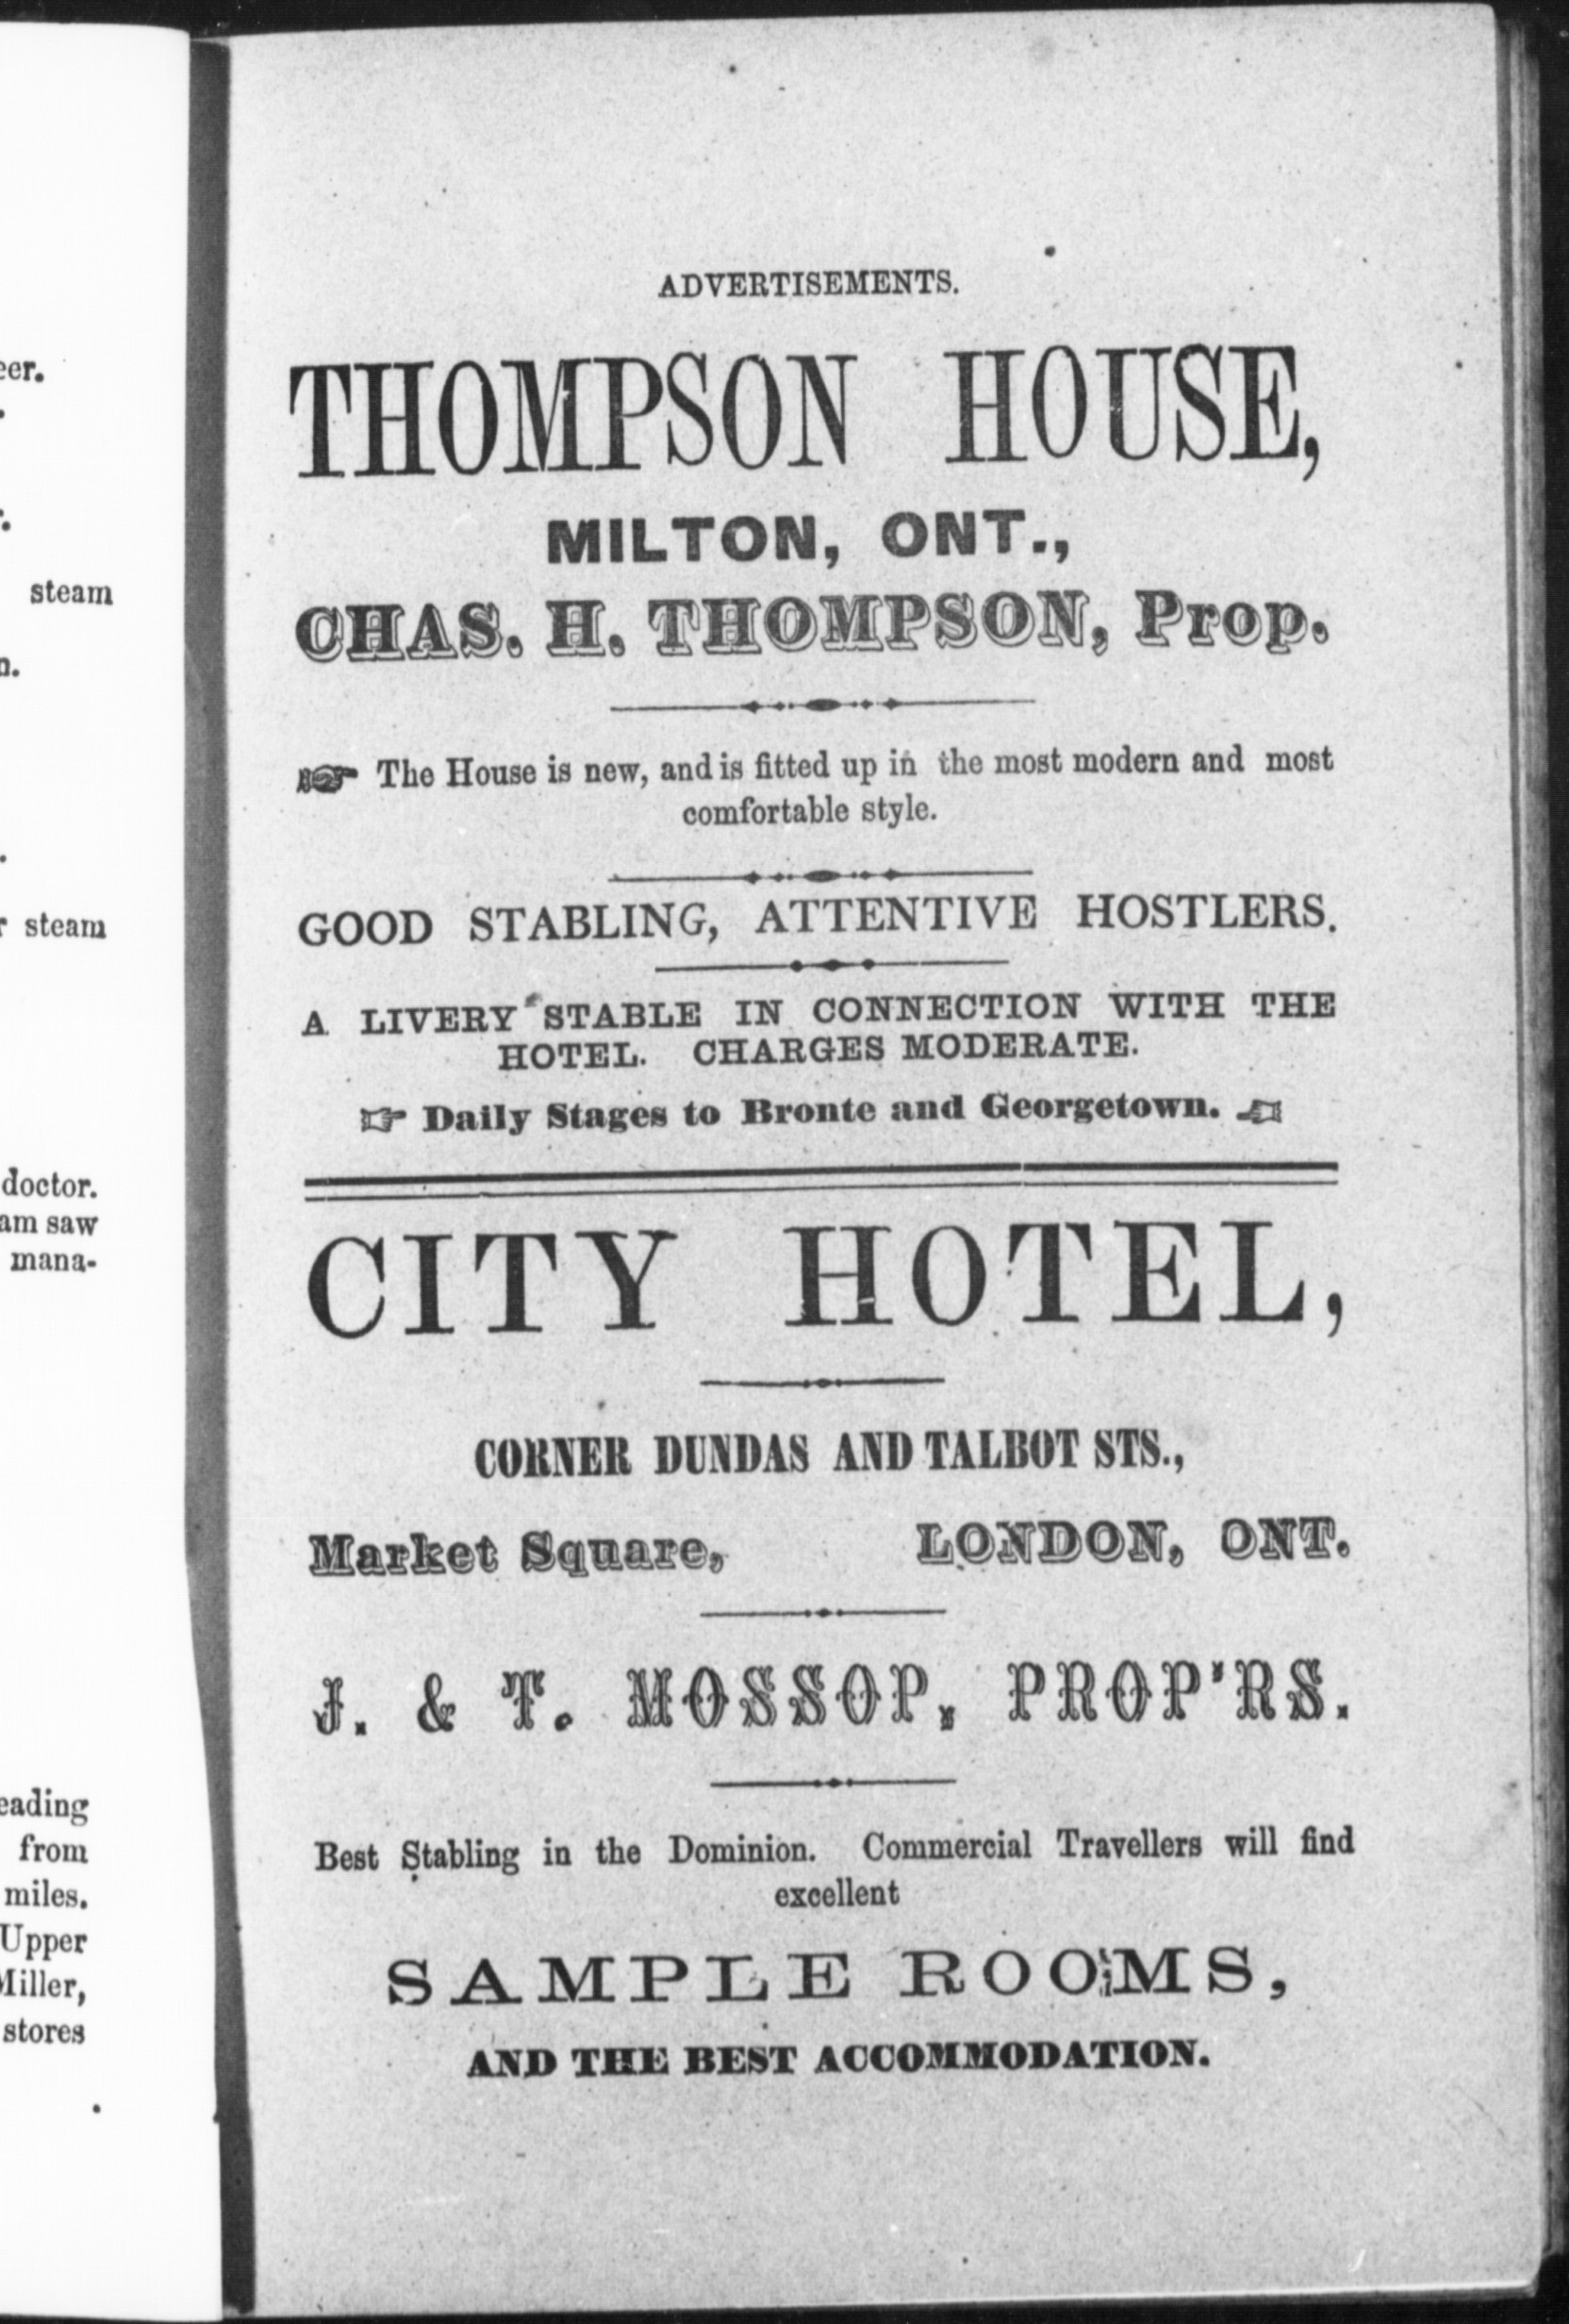 eer.
steam
steam
doctor.
am saw
mana-
eading
from
miles.
Upper
Miller,
stores
ADVERTISEMENTS.
THOMPSON HOUSE,
MILTON, ONT.,
CHAS. H. THOMPSON, Prop.
☞ The House is new, and is fitted up in the most modern and most
comfortable style.
GOOD STABLING, ATTENTIVE HOSTLERS.
A LIVERY STABLE IN CONNECTION WITH THE
HOTEL. CHARGES MODERATE.
☞ Daily Stages to Bronte and Georgetown. ☜
CITY HOTEL,
CORNER DUNDAS AND TALBOT STS.,
Market Square, LONDON, ONT.
J. & T. MOSSOP, PROP'RS.
Best Stabling in the Dominion. Commercial Travellers will find
excellent
SAMPLE ROOMS,
AND THE BEST ACCOMMODATION.